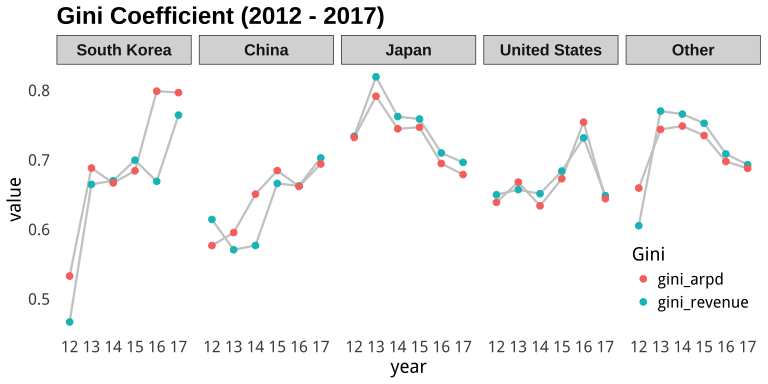 Gini Coefficient (2012 - 2017)
South Korea China Japan United States Other
0.8
0.7
0.6
0.5
value
Gini
gini_arpd
gini_revenue
12 13 14 15 16 17 12 13 14 15 16 17 12 13 14 15 16 17 12 13 14 15 16 17 12 13 14 15 16 17
year